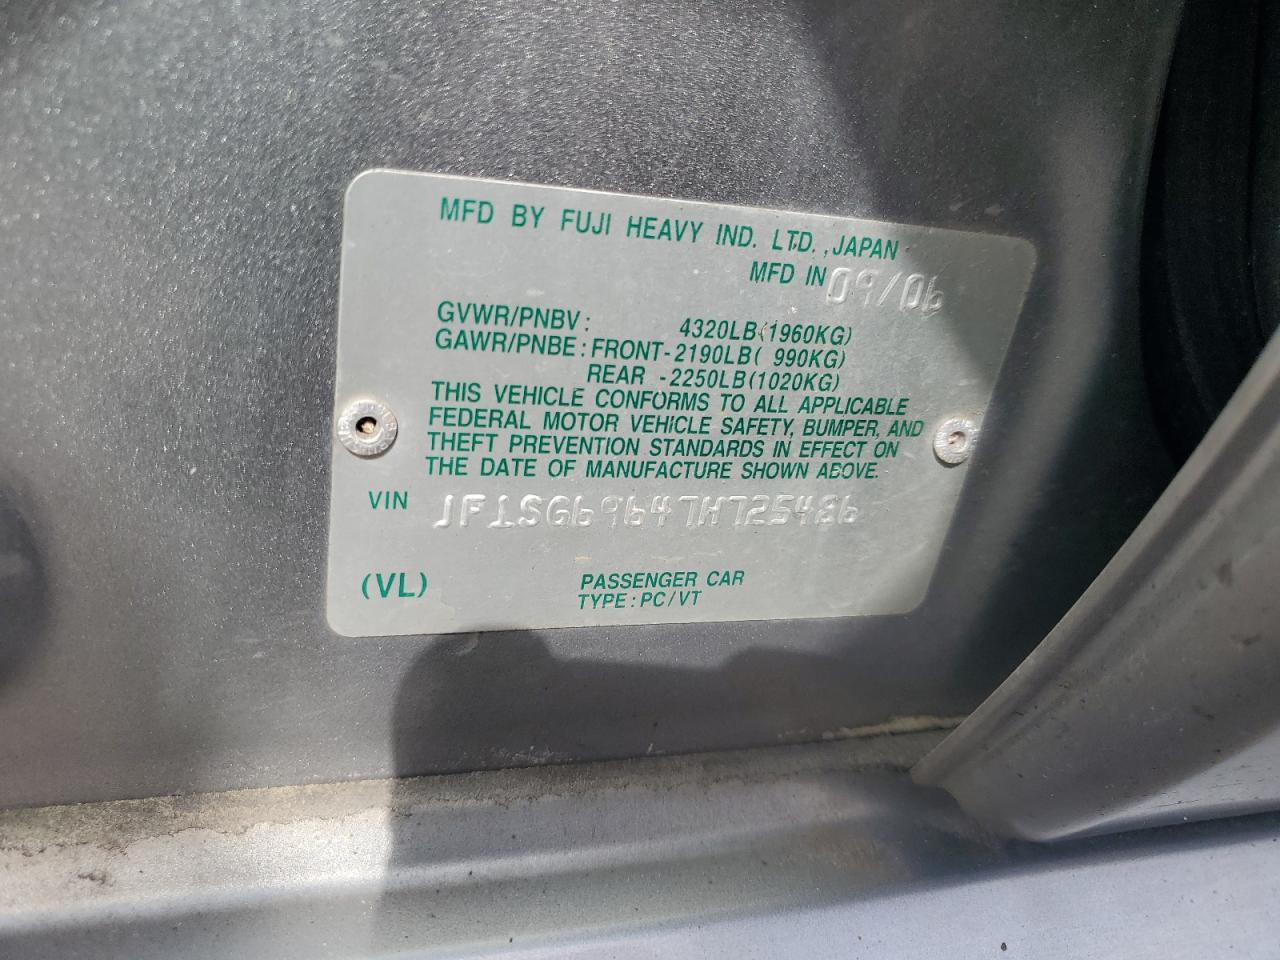 MFD BY FUJI HEAVY IND. LTD., JAPAN
MFD IN 09/06
GVWR/PNBV: 4320LB(1960KG)
GAWR/PNBE: FRONT-2190LB( 990KG)
REAR -2250LB(1020KG)
THIS VEHICLE CONFORMS TO ALL APPLICABLE
FEDERAL MOTOR VEHICLE SAFETY, BUMPER, AND
THEFT PREVENTION STANDARDS IN EFFECT ON
THE DATE OF MANUFACTURE SHOWN ABOVE.
VIN JF1SG69647H725486
(VL) PASSENGER CAR
TYPE: PC/VT